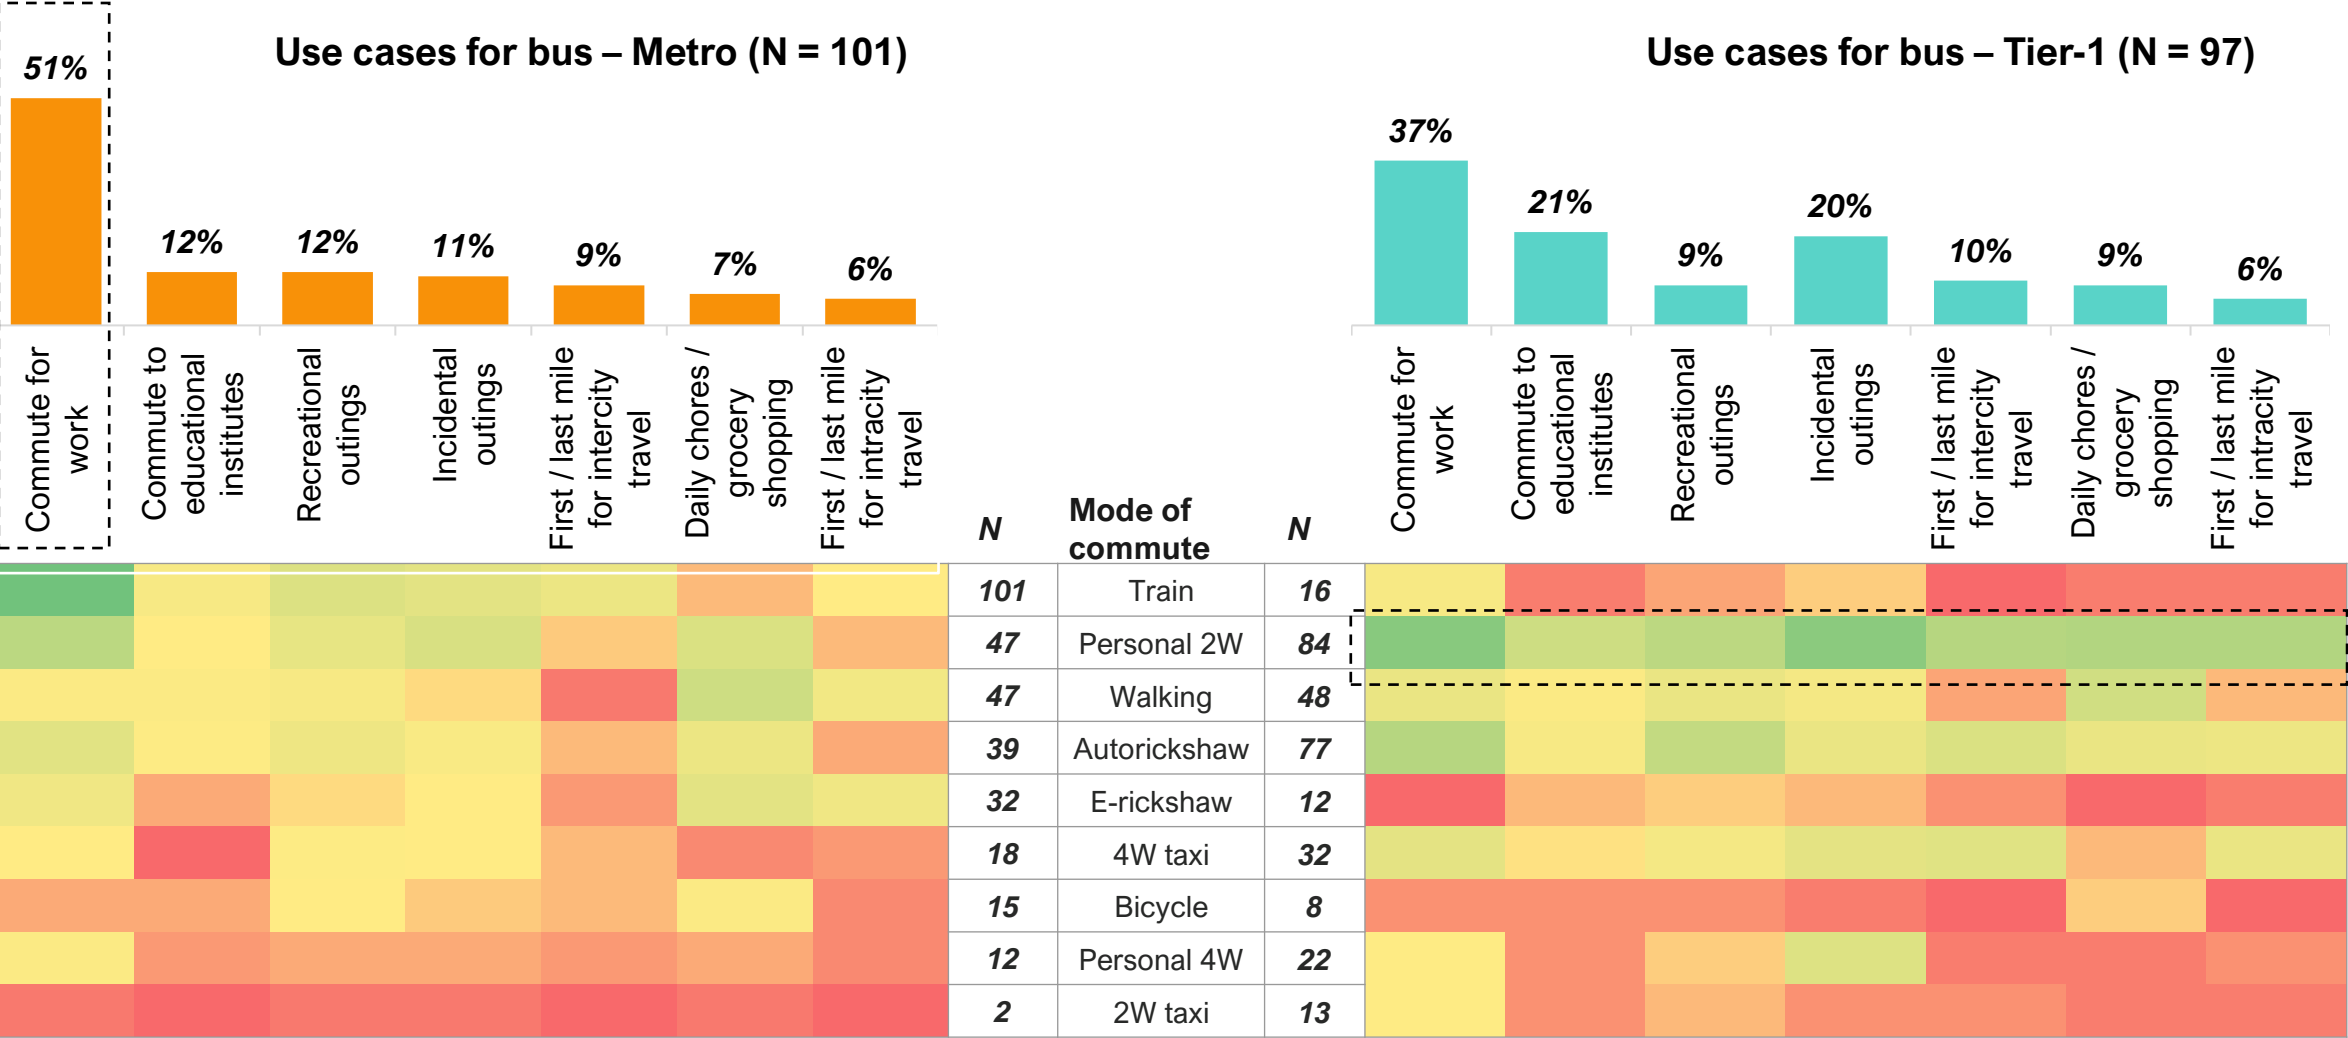 Use cases for bus – Metro (N = 101)
51%
12%
12%
11%
9%
7%
6%
Commute for
work
Commute to
educational
institutes
Recreational
outings
Incidental
outings
First / last mile
for intercity
travel
Daily chores /
grocery
shopping
First / last mile
for intracity
travel
Use cases for bus – Tier-1 (N = 97)
37%
21%
9%
20%
10%
9%
6%
Commute for
work
Commute to
educational
institutes
Recreational
outings
Incidental
outings
First / last mile
for intercity
travel
Daily chores /
grocery
shopping
First / last mile
for intracity
travel
N Mode of commute N
101 Train 16
47 Personal 2W 84
47 Walking 48
39 Autorickshaw 77
32 E-rickshaw 12
18 4W taxi 32
15 Bicycle 8
12 Personal 4W 22
2 2W taxi 13